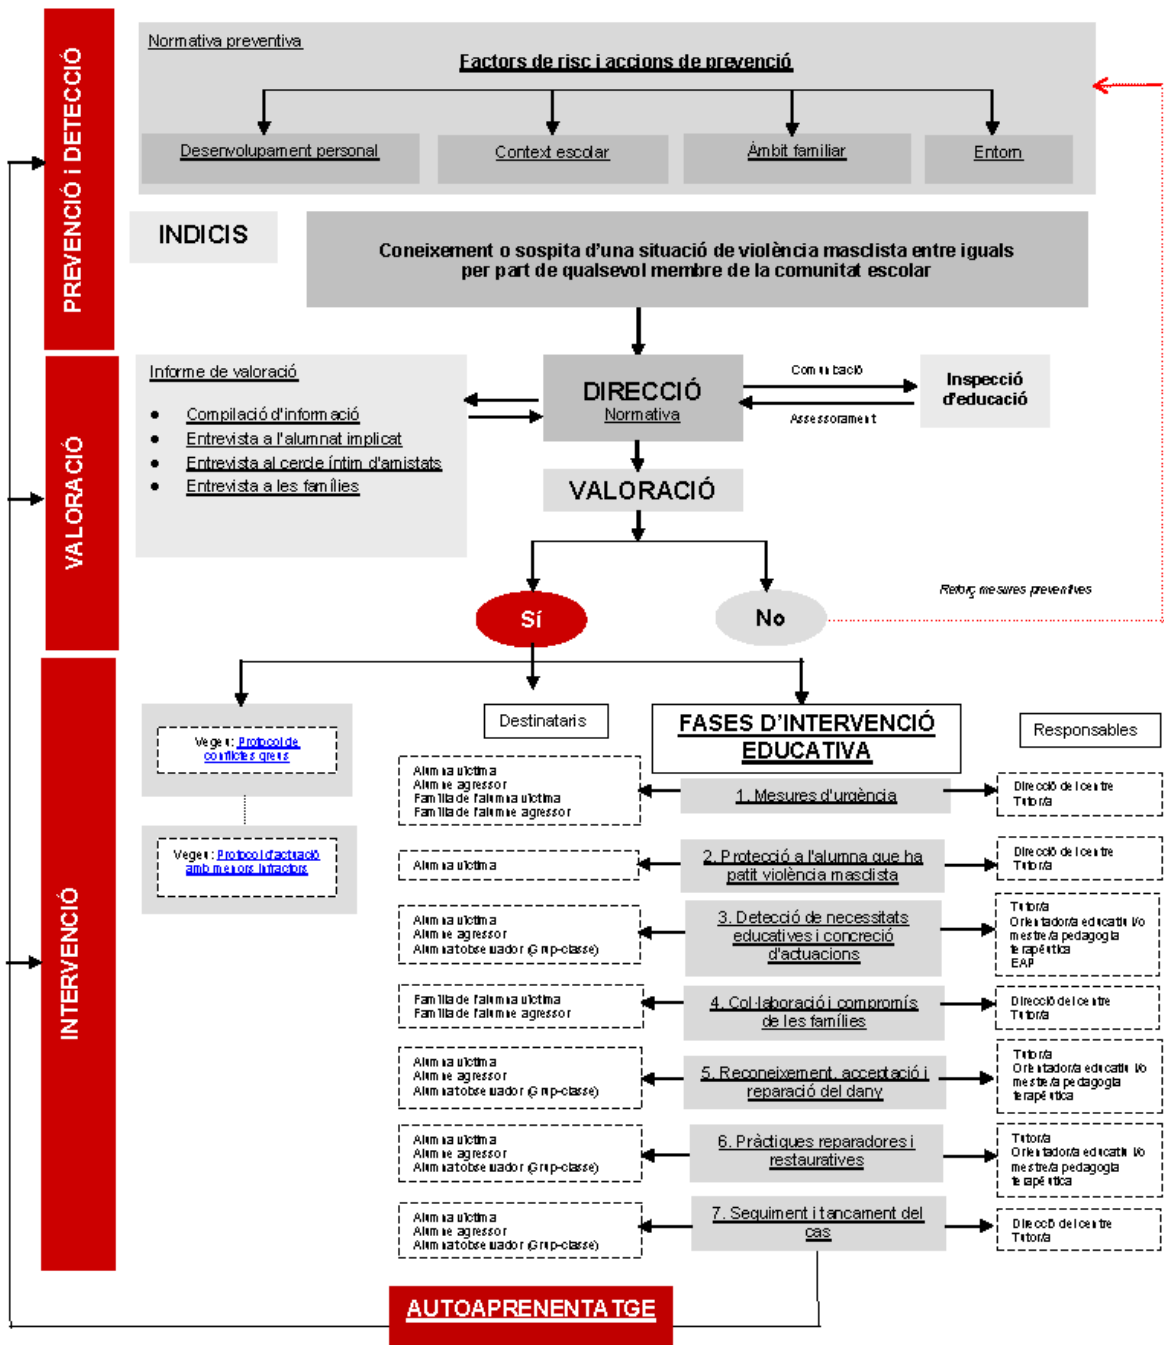 PREVENCIÓ i DETECCIÓ
Normativa preventiva
Factors de risc i accions de prevenció
Desenvolupament personal
Context escolar
Àmbit familiar
Entorn
INDICIS
Coneixement o sospita d'una situació de violència masclista entre iguals
per part de qualsevol membre de la comunitat escolar
VALORACIÓ
Informe de valoració
● Compilació d'informació
● Entrevista a l'alumnat implicat
● Entrevista al cercle íntim d'amistats
● Entrevista a les famílies
DIRECCIÓ
Normativa
Comunicació
Assessorament
Inspecció
d'educació
VALORACIÓ
Sí
No
Reforç mesures preventives
INTERVENCIÓ
Vegeu: Protocol de
conflictes greus
Vegeu: Protocol d'actuació
amb menors infractors
Destinataris
FASES D'INTERVENCIÓ
EDUCATIVA
Responsables
Alumna víctima
Alumne agressor
Família de l'alumna víctima
Família de l'alumne agressor
1. Mesures d'urgència
Direcció del centre
Tutor/a
Alumna víctima
2. Protecció a l'alumna que ha
patit violència masclista
Direcció del centre
Tutor/a
Alumna víctima
Alumne agressor
Alumnat observador (Grup-classe)
3. Detecció de necessitats
educatives i concreció
d'actuacions
Tutor/a
Orientador/a educatiu i/o
mestre/a pedagogia
terapèutica
EAP
Família de l'alumna víctima
Família de l'alumne agressor
4. Col·laboració i compromís
de les famílies
Direcció del centre
Tutor/a
Alumna víctima
Alumne agressor
Alumnat observador (Grup-classe)
5. Reconeixement, acceptació i
reparació del dany
Tutor/a
Orientador/a educatiu i/o
mestre/a pedagogia
terapèutica
Alumna víctima
Alumne agressor
Alumnat observador (Grup-classe)
6. Pràctiques reparadores i
restauratives
Tutor/a
Orientador/a educatiu i/o
mestre/a pedagogia
terapèutica
Alumna víctima
Alumne agressor
Alumnat observador (Grup-classe)
7. Seguiment i tancament del
cas
Direcció del centre
Tutor/a
AUTOAPRENENTATGE